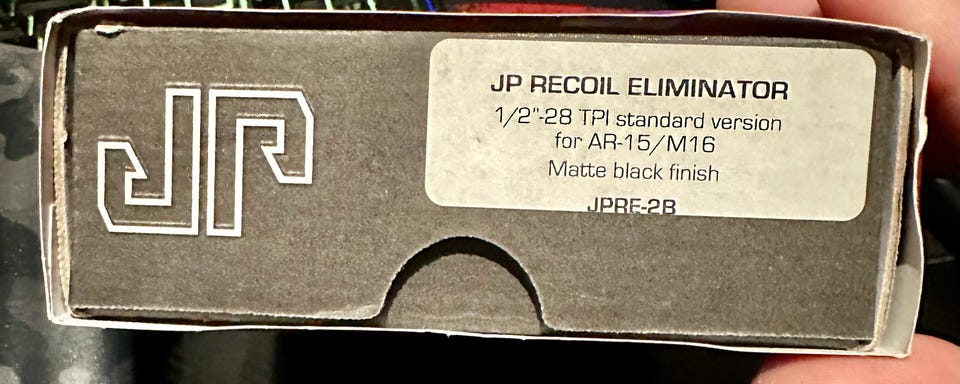 JP
JP RECOIL ELIMINATOR
1/2"-28 TPI standard version
for AR-15/M16
Matte black finish
JPRE-2B